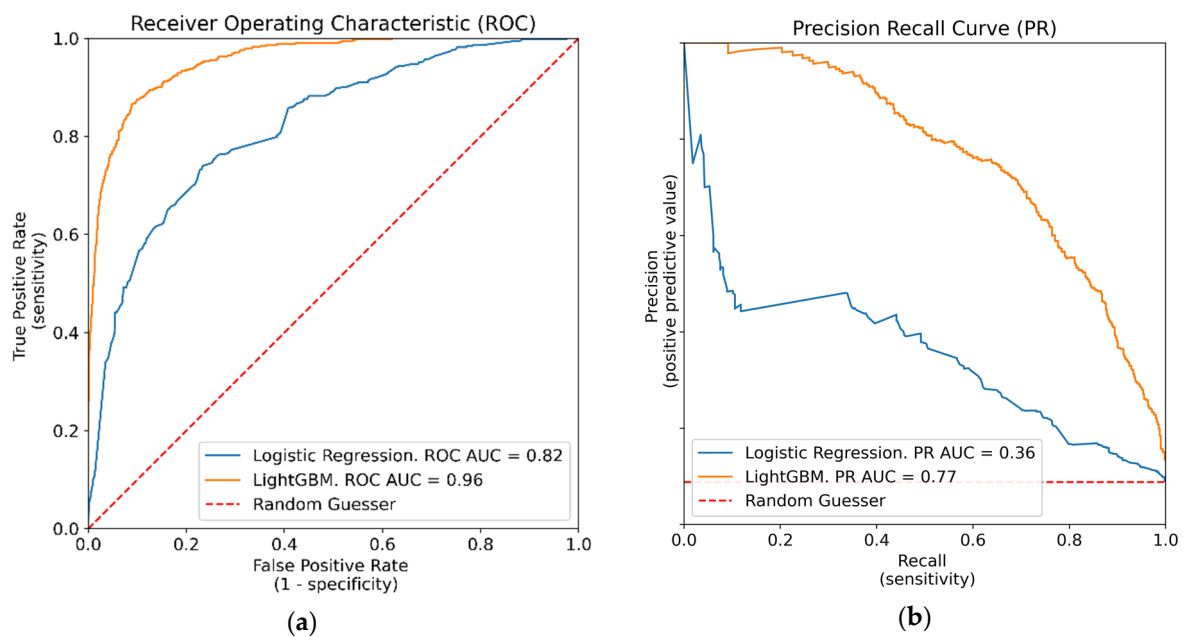 Receiver Operating Characteristic (ROC)
1.0
0.8
0.6
0.4
0.2
0.0
True Positive Rate
(sensitivity)
Logistic Regression. ROC AUC = 0.82
LightGBM. ROC AUC = 0.96
Random Guesser
0.0 0.2 0.4 0.6 0.8 1.0
False Positive Rate
(1 - specificity)
(a)
Precision Recall Curve (PR)
Precision
(positive predictive value)
Logistic Regression. PR AUC = 0.36
LightGBM. PR AUC = 0.77
Random Guesser
0.0 0.2 0.4 0.6 0.8 1.0
Recall
(sensitivity)
(b)